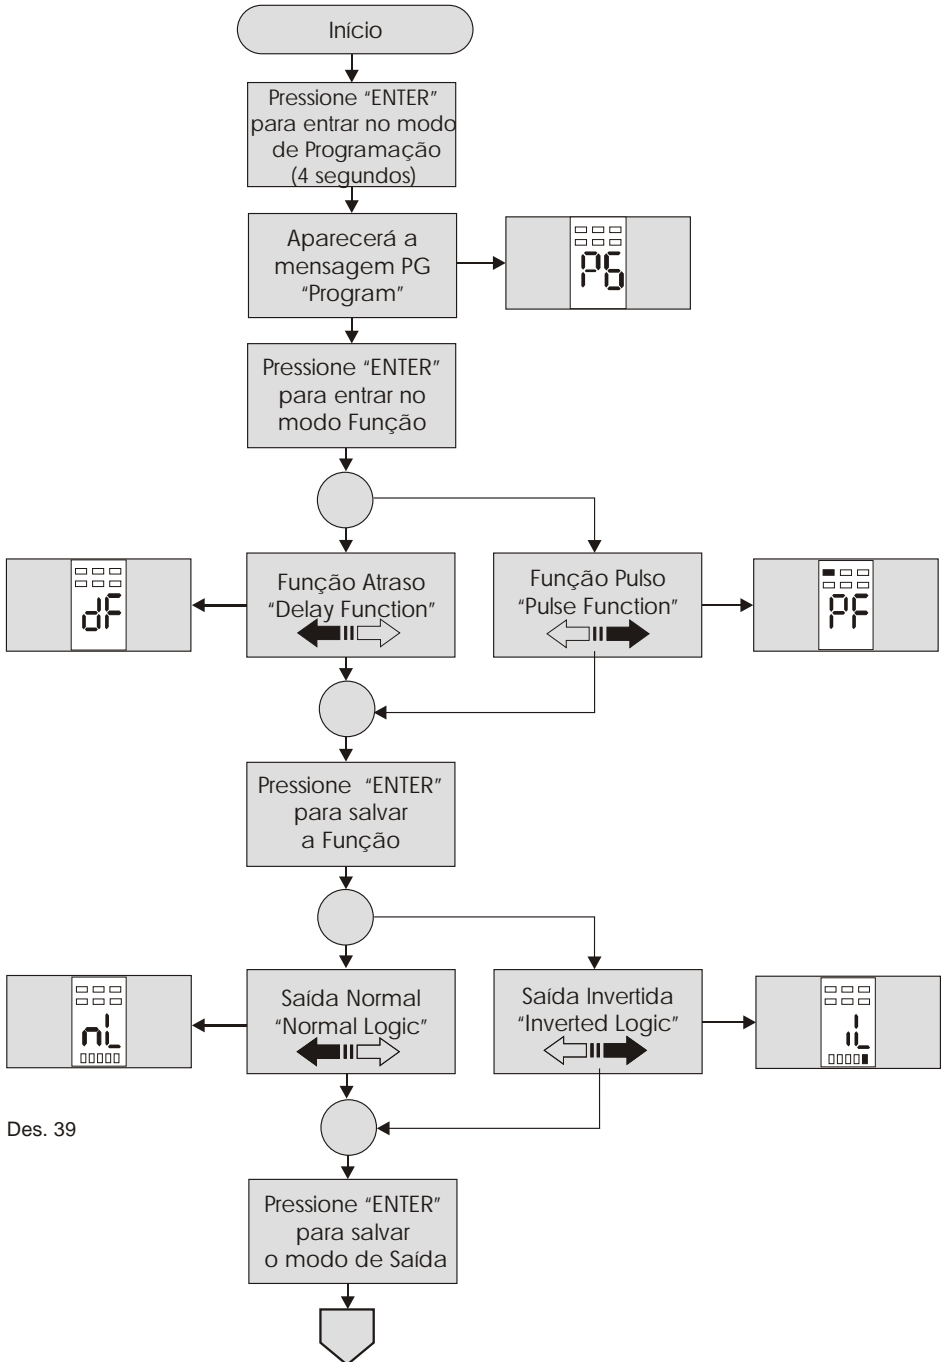 Início
Pressione “ENTER”
para entrar no modo
de Programação
(4 segundos)
Aparecerá a
mensagem PG
“Program”
PG
Pressione “ENTER”
para entrar no
modo Função
dF
Função Atraso
“Delay Function”
Função Pulso
“Pulse Function”
PF
Pressione “ENTER”
para salvar
a Função
nL
Saída Normal
“Normal Logic”
Saída Invertida
“Inverted Logic”
iL
Des. 39
Pressione “ENTER”
para salvar
o modo de Saída